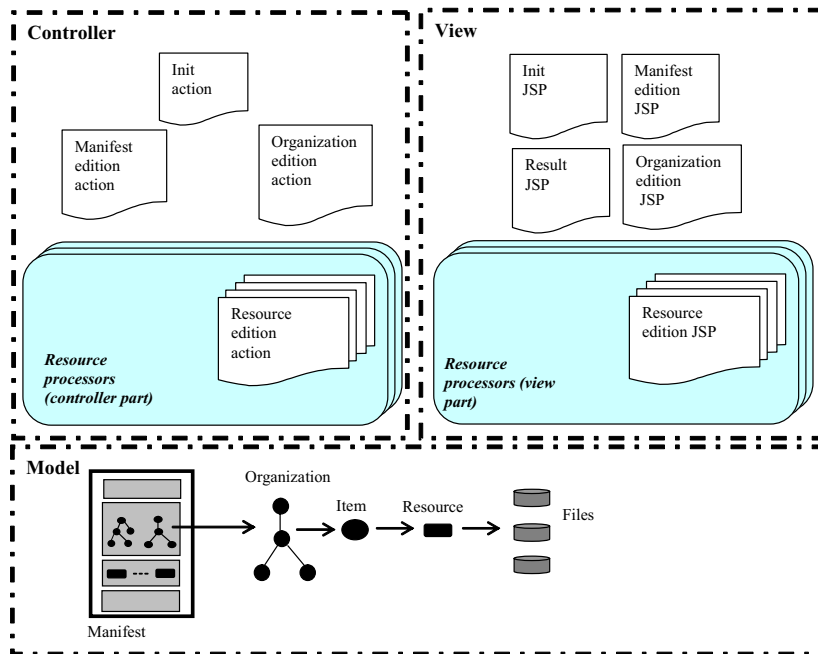 Controller
Init
action
Manifest
edition
action
Organization
edition
action
Resource
edition
action
Resource
processors
(controller part)
View
Init
JSP
Manifest
edition
JSP
Result
JSP
Organization
edition
JSP
Resource
edition JSP
Resource
processors (view
part)
Model
Organization
Item
Resource
Files
Manifest